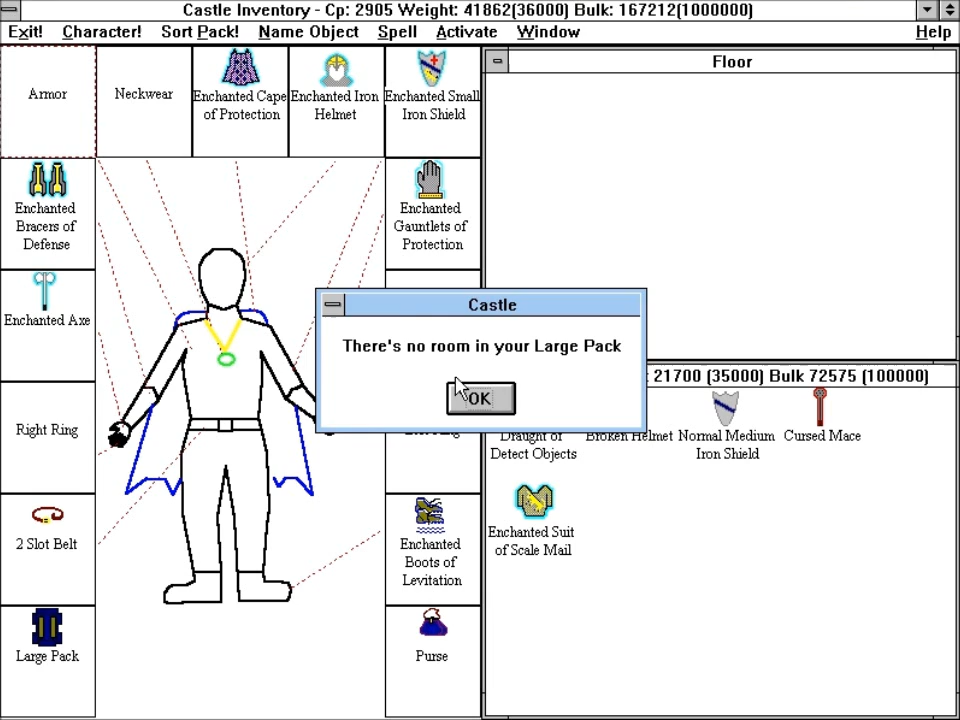 Castle Inventory - Cp: 2905 Weight: 41862(36000) Bulk: 167212(1000000)
Exit! Character! Sort Pack! Name Object Spell Activate Window Help
Armor
Neckwear
Enchanted Cape
of Protection
Enchanted Iron
Helmet
Enchanted Small
Iron Shield
Floor
Enchanted
Bracers of
Defense
Enchanted
Gauntlets of
Protection
Enchanted Axe
Castle
There's no room in your Large Pack
OK
21700 (35000) Bulk 72575 (100000)
Right Ring
Draught of
Detect Objects
Broken Helmet
Normal Medium
Iron Shield
Cursed Mace
2 Slot Belt
Enchanted
Boots of
Levitation
Enchanted Suit
of Scale Mail
Large Pack
Purse